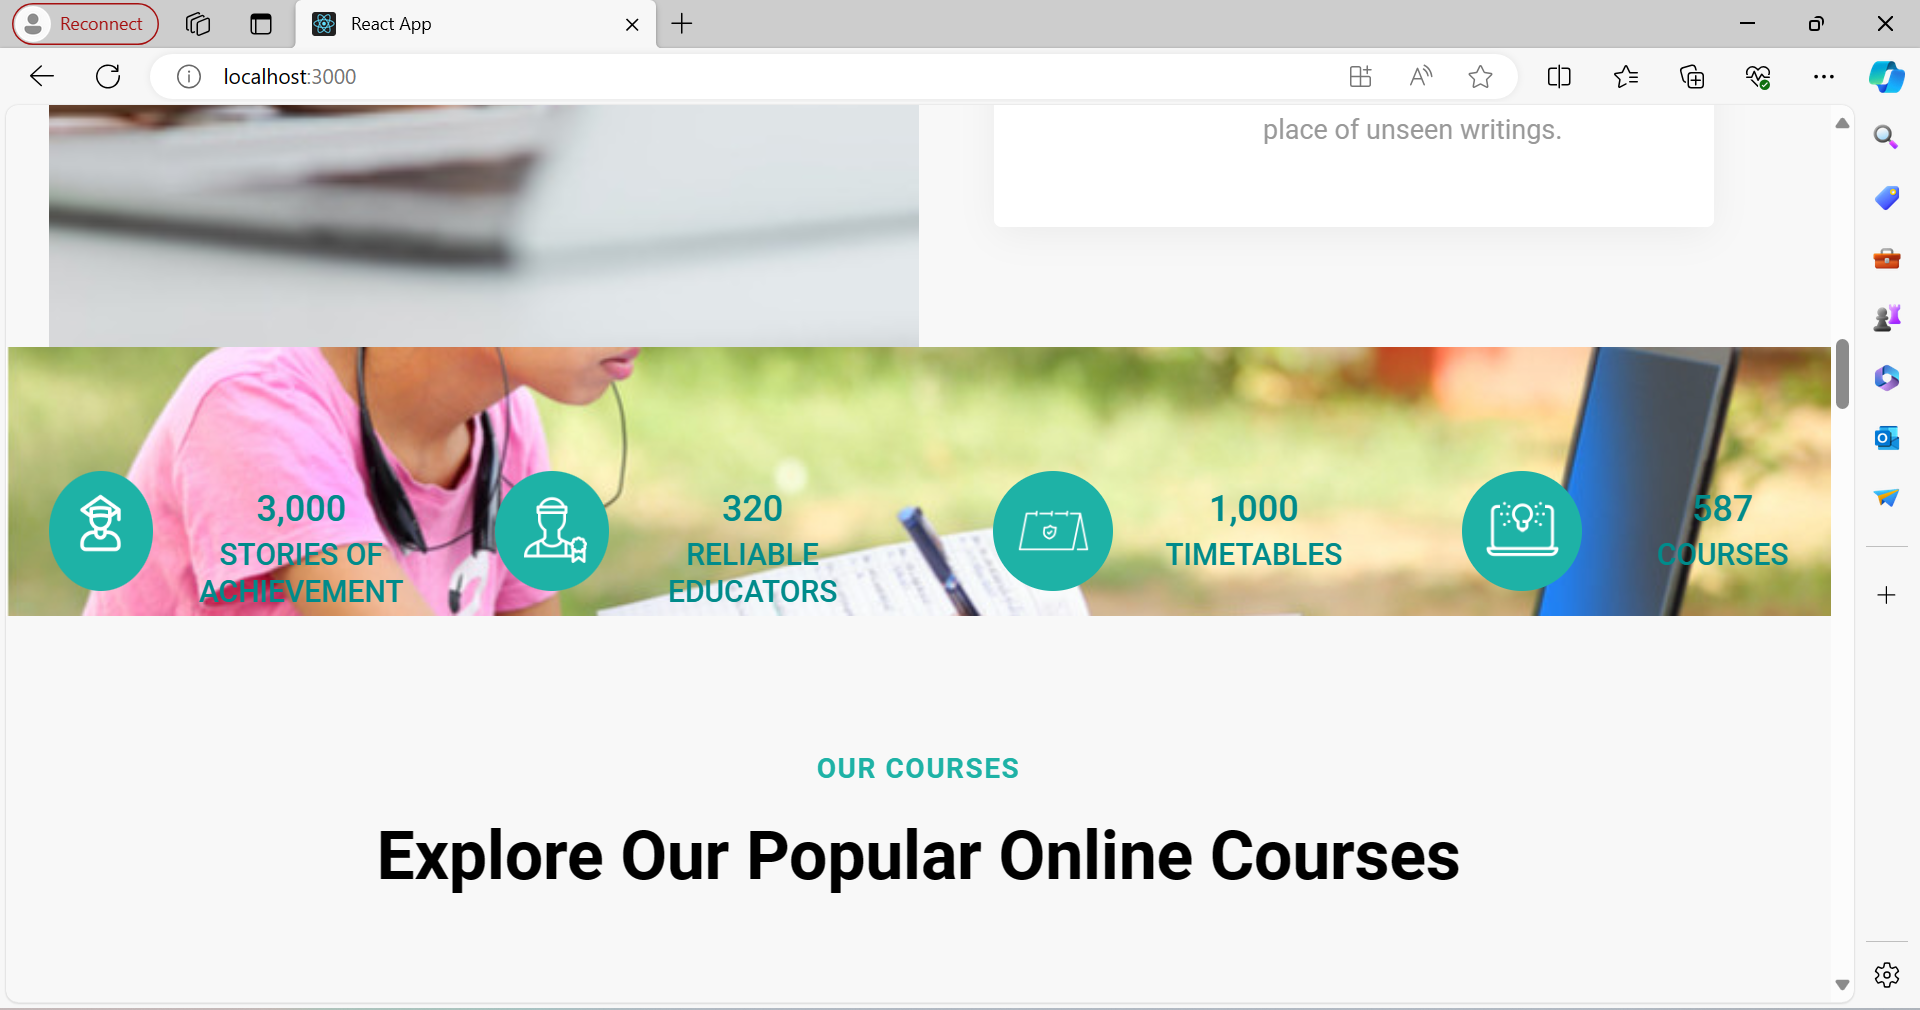 Reconnect
React App
localhost:3000
place of unseen writings.
3,000
STORIES OF
ACHIEVEMENT
320
RELIABLE
EDUCATORS
1,000
TIMETABLES
587
COURSES
OUR COURSES
Explore Our Popular Online Courses